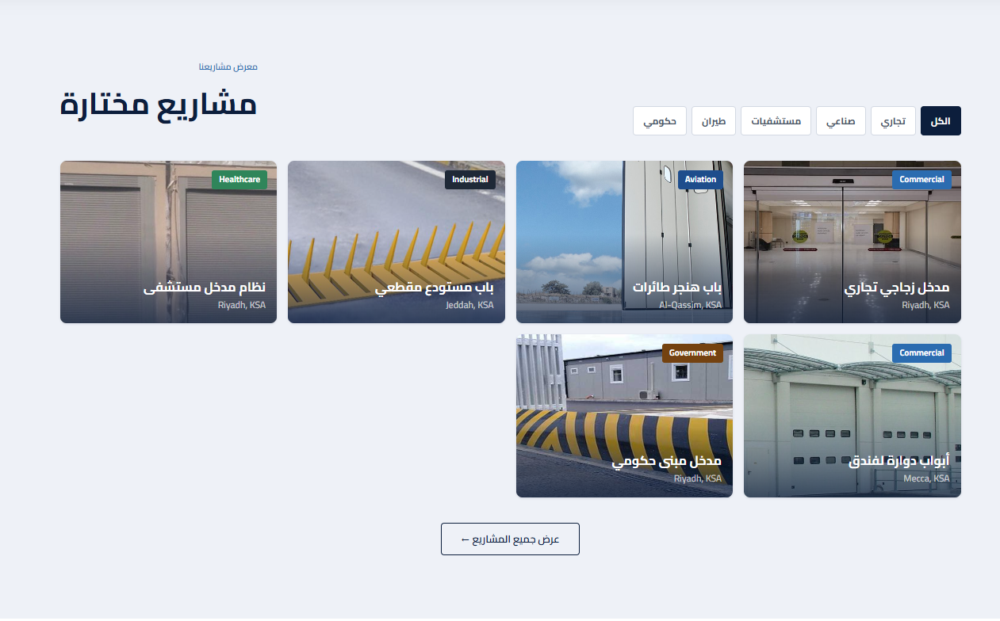 معرض مشاريعنا
مشاريع مختارة
الكل
تجاري
صناعي
مستشفيات
طيران
حكومي
Commercial
مدخل زجاجي تجاري
Riyadh, KSA
Aviation
باب هنجر طائرات
Al-Qassim, KSA
Industrial
باب مستودع مقطعي
Jeddah, KSA
Healthcare
نظام مدخل مستشفى
Riyadh, KSA
Commercial
أبواب دوارة لفندق
Mecca, KSA
Government
مدخل مبنى حكومي
Riyadh, KSA
عرض جميع المشاريع ←